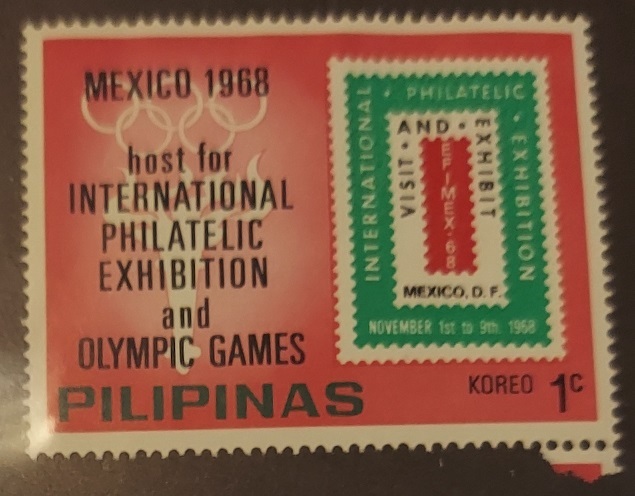 MEXICO 1968
host for
INTERNATIONAL
PHILATELIC
EXHIBITION
and
OLYMPIC GAMES
PILIPINAS
INTERNATIONAL • PHILATELIC • EXHIBITION
VISIT • AND • EXHIBIT
EFIMEX-68
MEXICO, D. F.
NOVEMBER 1st to 9th, 1968
KOREO 1c